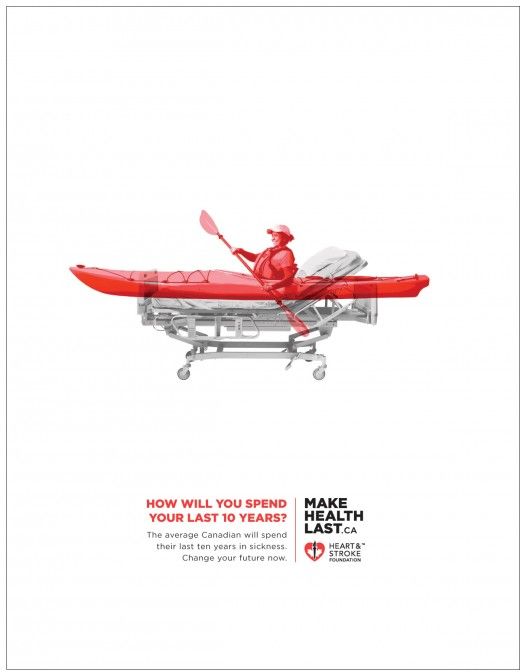 HOW WILL YOU SPEND
YOUR LAST 10 YEARS?
The average Canadian will spend
their last ten years in sickness.
Change your future now.
MAKE
HEALTH
LAST.CA
HEART&™
STROKE
FOUNDATION